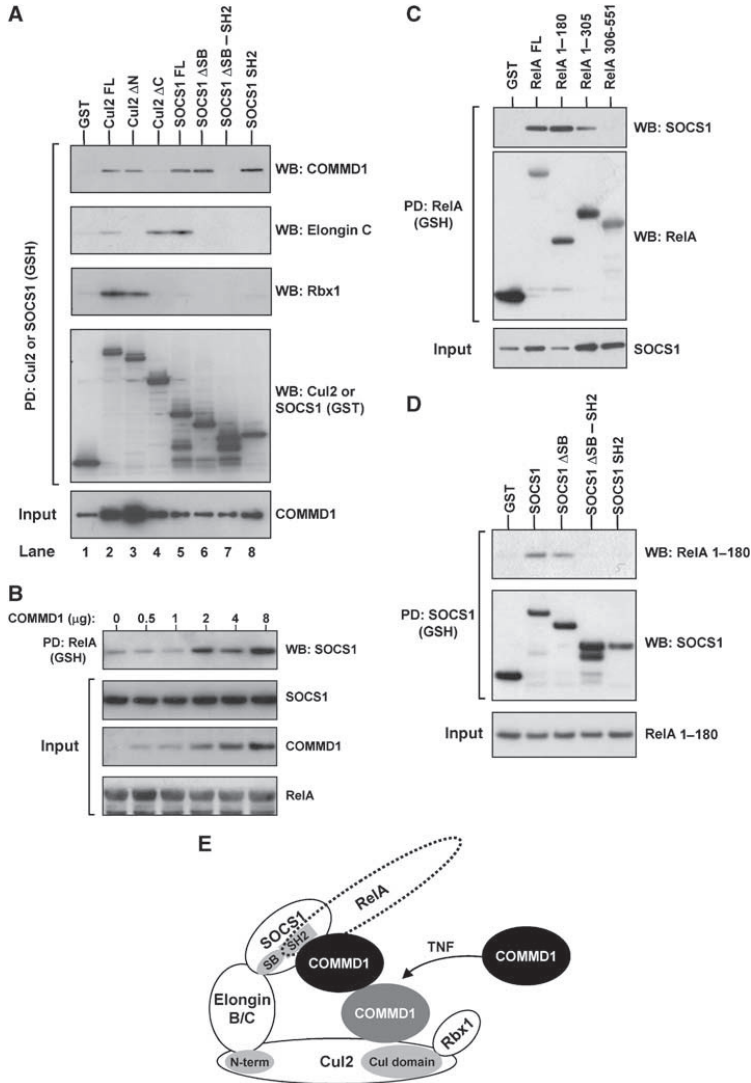 A
GST
Cul2 FL
Cul2 ΔN
Cul2 ΔC
SOCS1 FL
SOCS1 ΔSB
SOCS1 ΔSB – SH2
SOCS1 SH2
PD: Cul2 or SOCS1 (GSH)
WB: COMMD1
WB: Elongin C
WB: Rbx1
WB: Cul2 or
SOCS1 (GST)
Input
COMMD1
Lane 1 2 3 4 5 6 7 8
B
COMMD1 (μg): 0 0.5 1 2 4 8
PD: RelA
(GSH)
WB: SOCS1
Input
SOCS1
COMMD1
RelA
C
GST
RelA FL
RelA 1–180
RelA 1–305
RelA 306-551
PD: RelA
(GSH)
WB: SOCS1
WB: RelA
Input
SOCS1
D
GST
SOCS1
SOCS1 ΔSB
SOCS1 ΔSB – SH2
SOCS1 SH2
PD: SOCS1
(GSH)
WB: RelA 1–180
WB: SOCS1
Input
RelA 1–180
E
RelA
SOCS1
SB
SH2
COMMD1
TNF
COMMD1
Elongin
B/C
COMMD1
Rbx1
N-term
Cul2
Cul domain